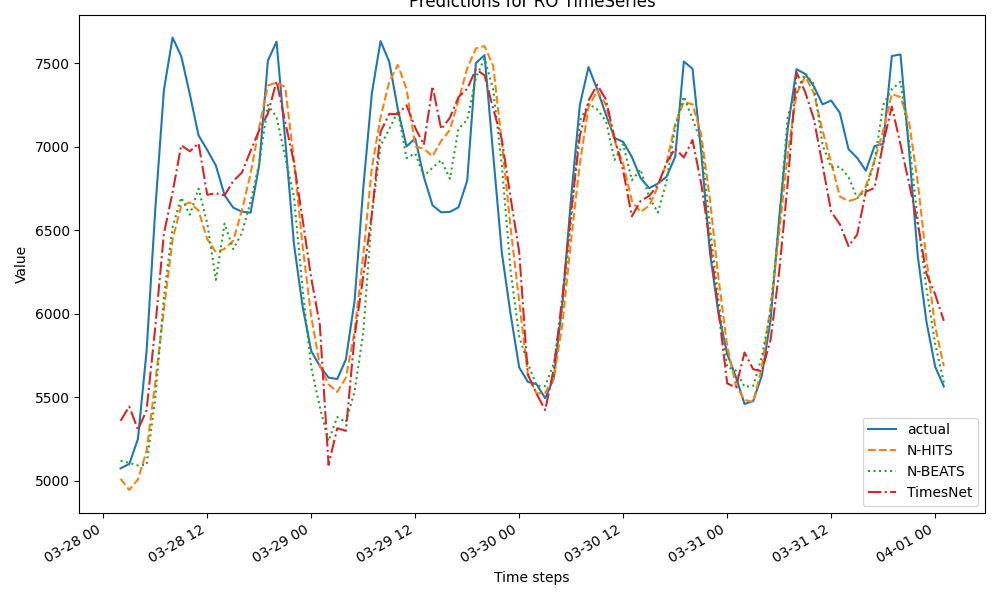 Predictions for RO TimeSeries
Value
7500
7000
6500
6000
5500
5000
actual
N-HITS
N-BEATS
TimesNet
03-28 00
03-28 12
03-29 00
03-29 12
03-30 00
03-30 12
03-31 00
03-31 12
04-01 00
Time steps